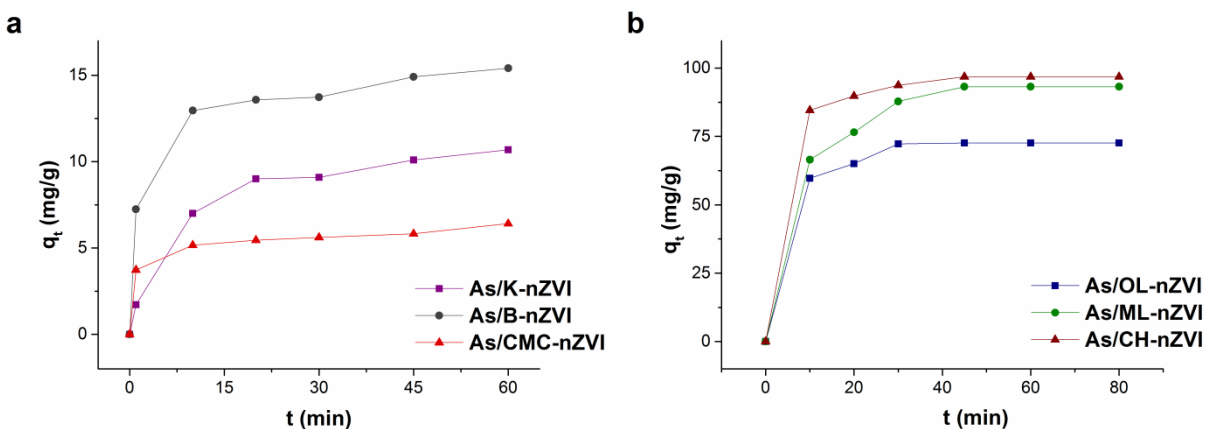 a
15
10
5
0
q_t (mg/g)
0 15 30 45 60
t (min)
As/K-nZVI
As/B-nZVI
As/CMC-nZVI
b
100
75
50
25
0
q_t (mg/g)
0 20 40 60 80
t (min)
As/OL-nZVI
As/ML-nZVI
As/CH-nZVI